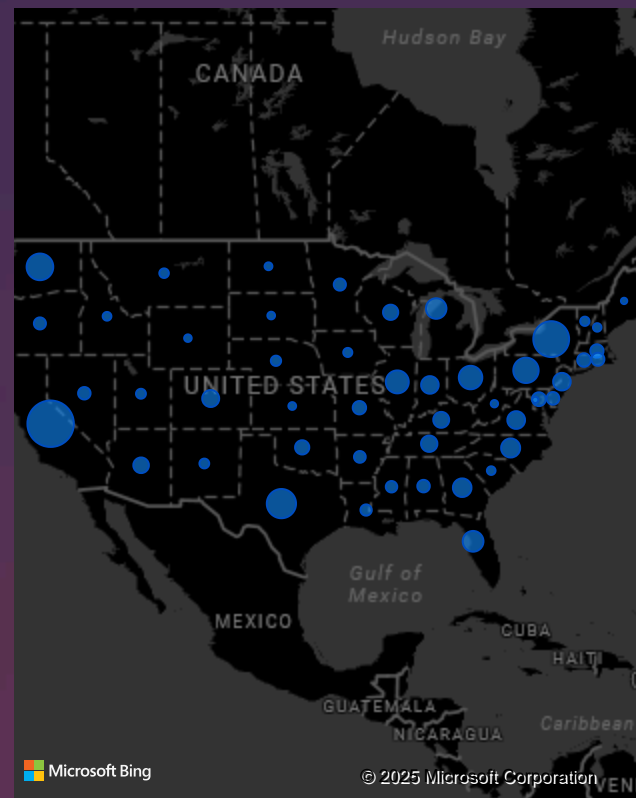 Hudson Bay
CANADA
UNITED STATES
Gulf of
Mexico
MEXICO
CUBA
HAITI
GUATEMALA
NICARAGUA
Caribbean
Microsoft Bing
© 2025 Microsoft Corporation
VEN